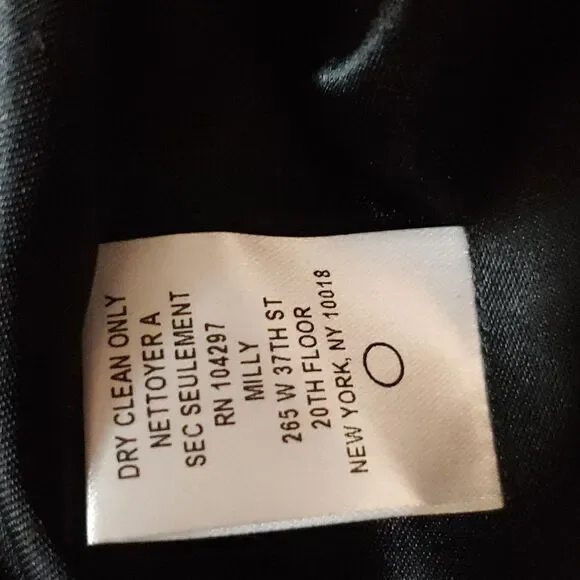 DRY CLEAN ONLY
NETTOYER A
SEC SEULEMENT
RN 104297
MILLY
265 W 37TH ST
20TH FLOOR
NEW YORK, NY 10018